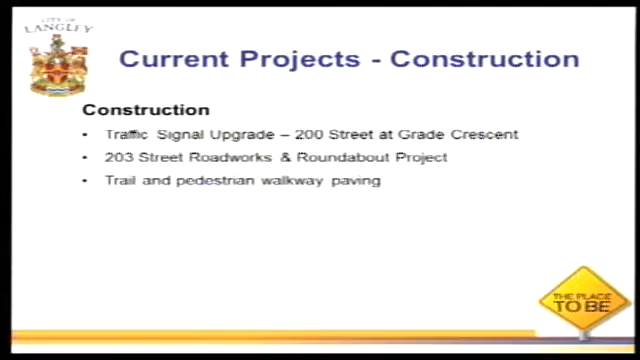 CITY OF
LANGLEY
Current Projects - Construction
Construction
• Traffic Signal Upgrade – 200 Street at Grade Crescent
• 203 Street Roadworks & Roundabout Project
• Trail and pedestrian walkway paving
THE PLACE
TO BE